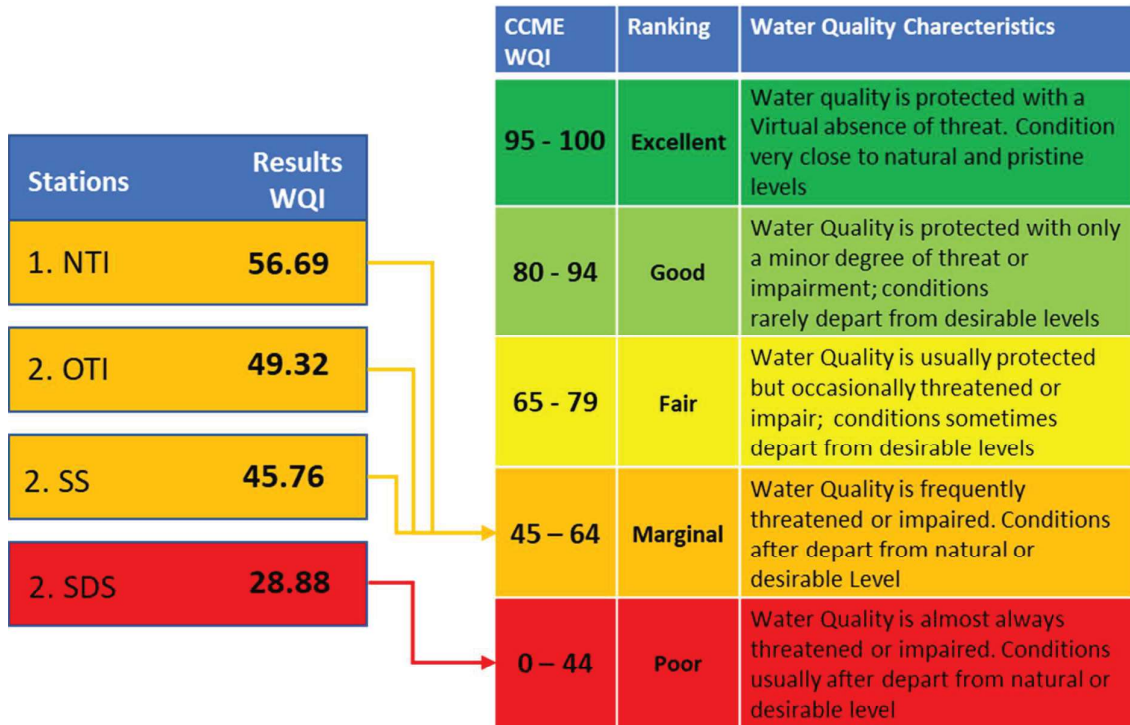 Stations
Results
WQI
1. NTI
56.69
2. OTI
49.32
2. SS
45.76
2. SDS
28.88
CCME
WQI
Ranking
Water Quality Charecteristics
95 - 100
Excellent
Water quality is protected with a
Virtual absence of threat. Condition
very close to natural and pristine
levels
80 - 94
Good
Water Quality is protected with only
a minor degree of threat or
impairment; conditions
rarely depart from desirable levels
65 - 79
Fair
Water Quality is usually protected
but occasionally threatened or
impair;  conditions sometimes
depart from desirable levels
45 – 64
Marginal
Water Quality is frequently
threatened or impaired. Conditions
after depart from natural or
desirable Level
0 – 44
Poor
Water Quality is almost always
threatened or impaired. Conditions
usually after depart from natural or
desirable level